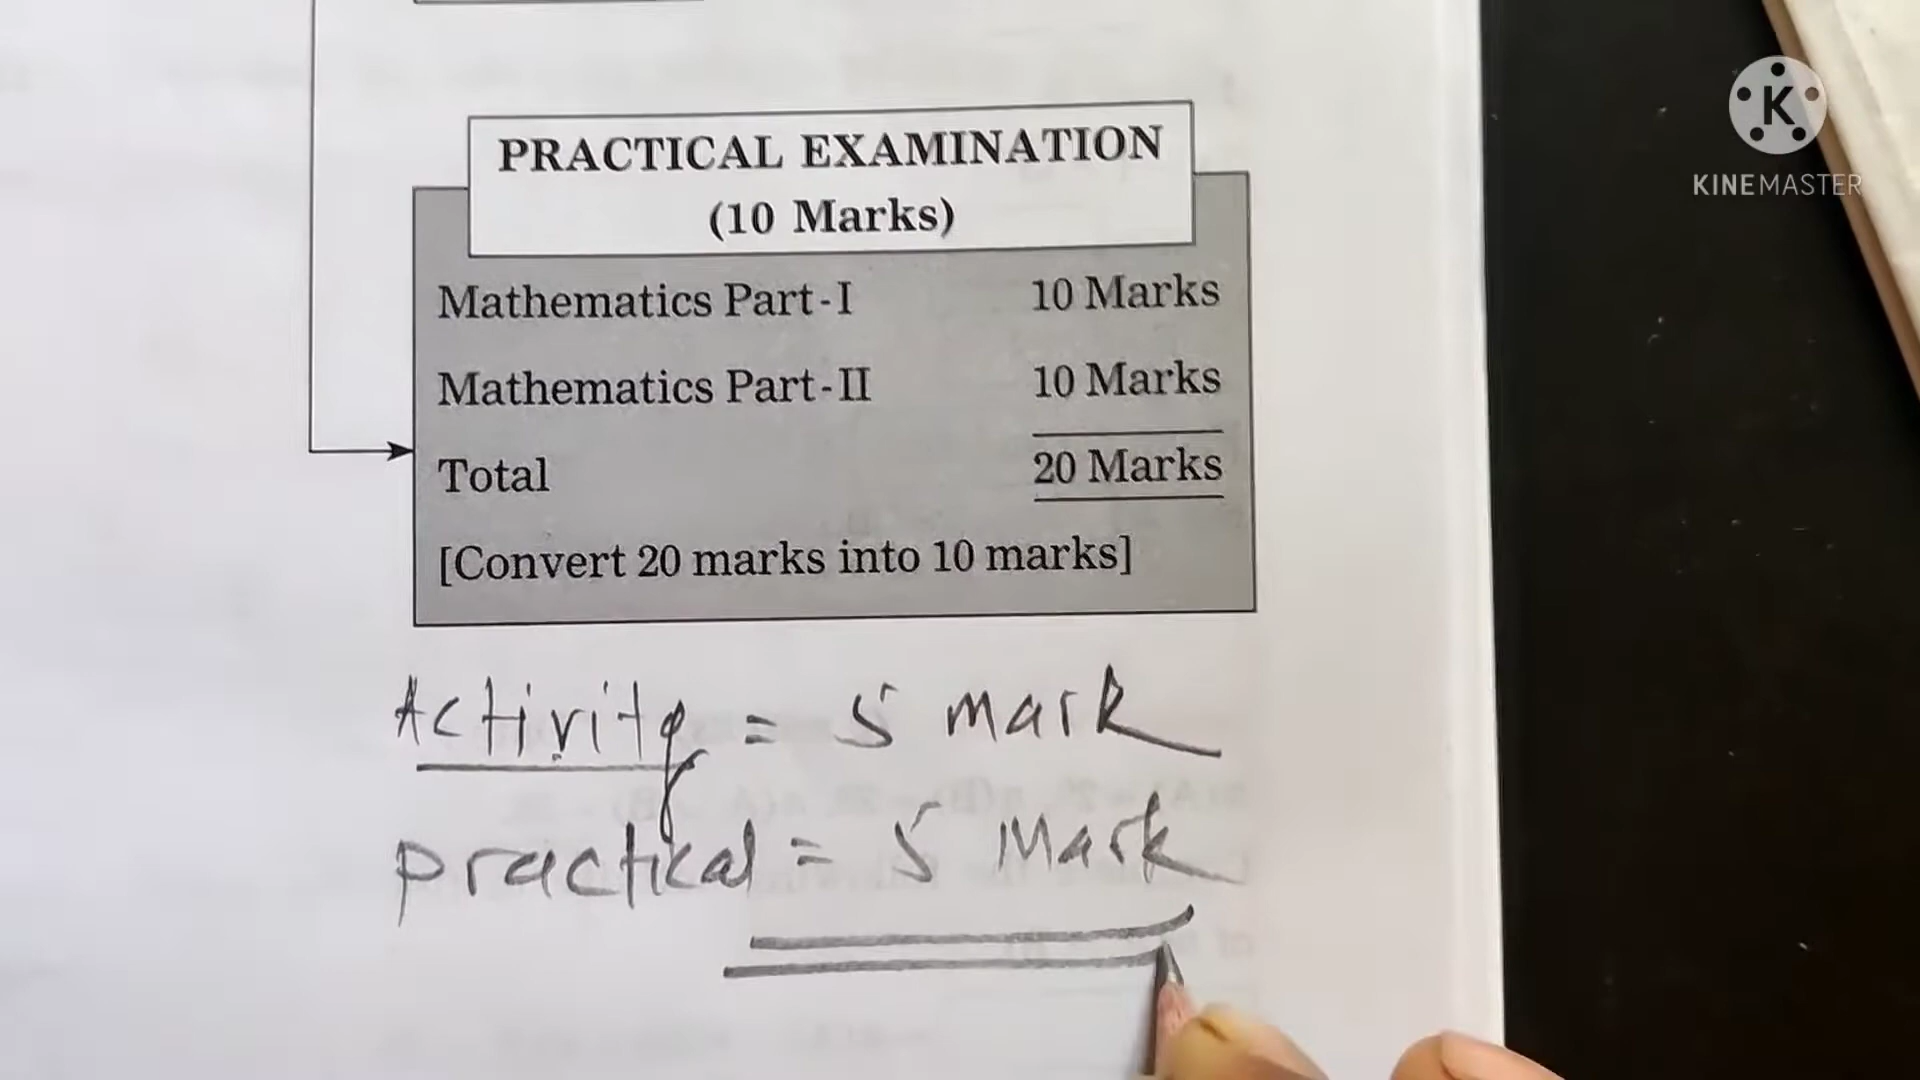 PRACTICAL EXAMINATION
(10 Marks)
Mathematics Part-I 10 Marks
Mathematics Part-II 10 Marks
Total 20 Marks
[Convert 20 marks into 10 marks]
Activity = 5 mark
practical = 5 Mark
K
KINEMASTER